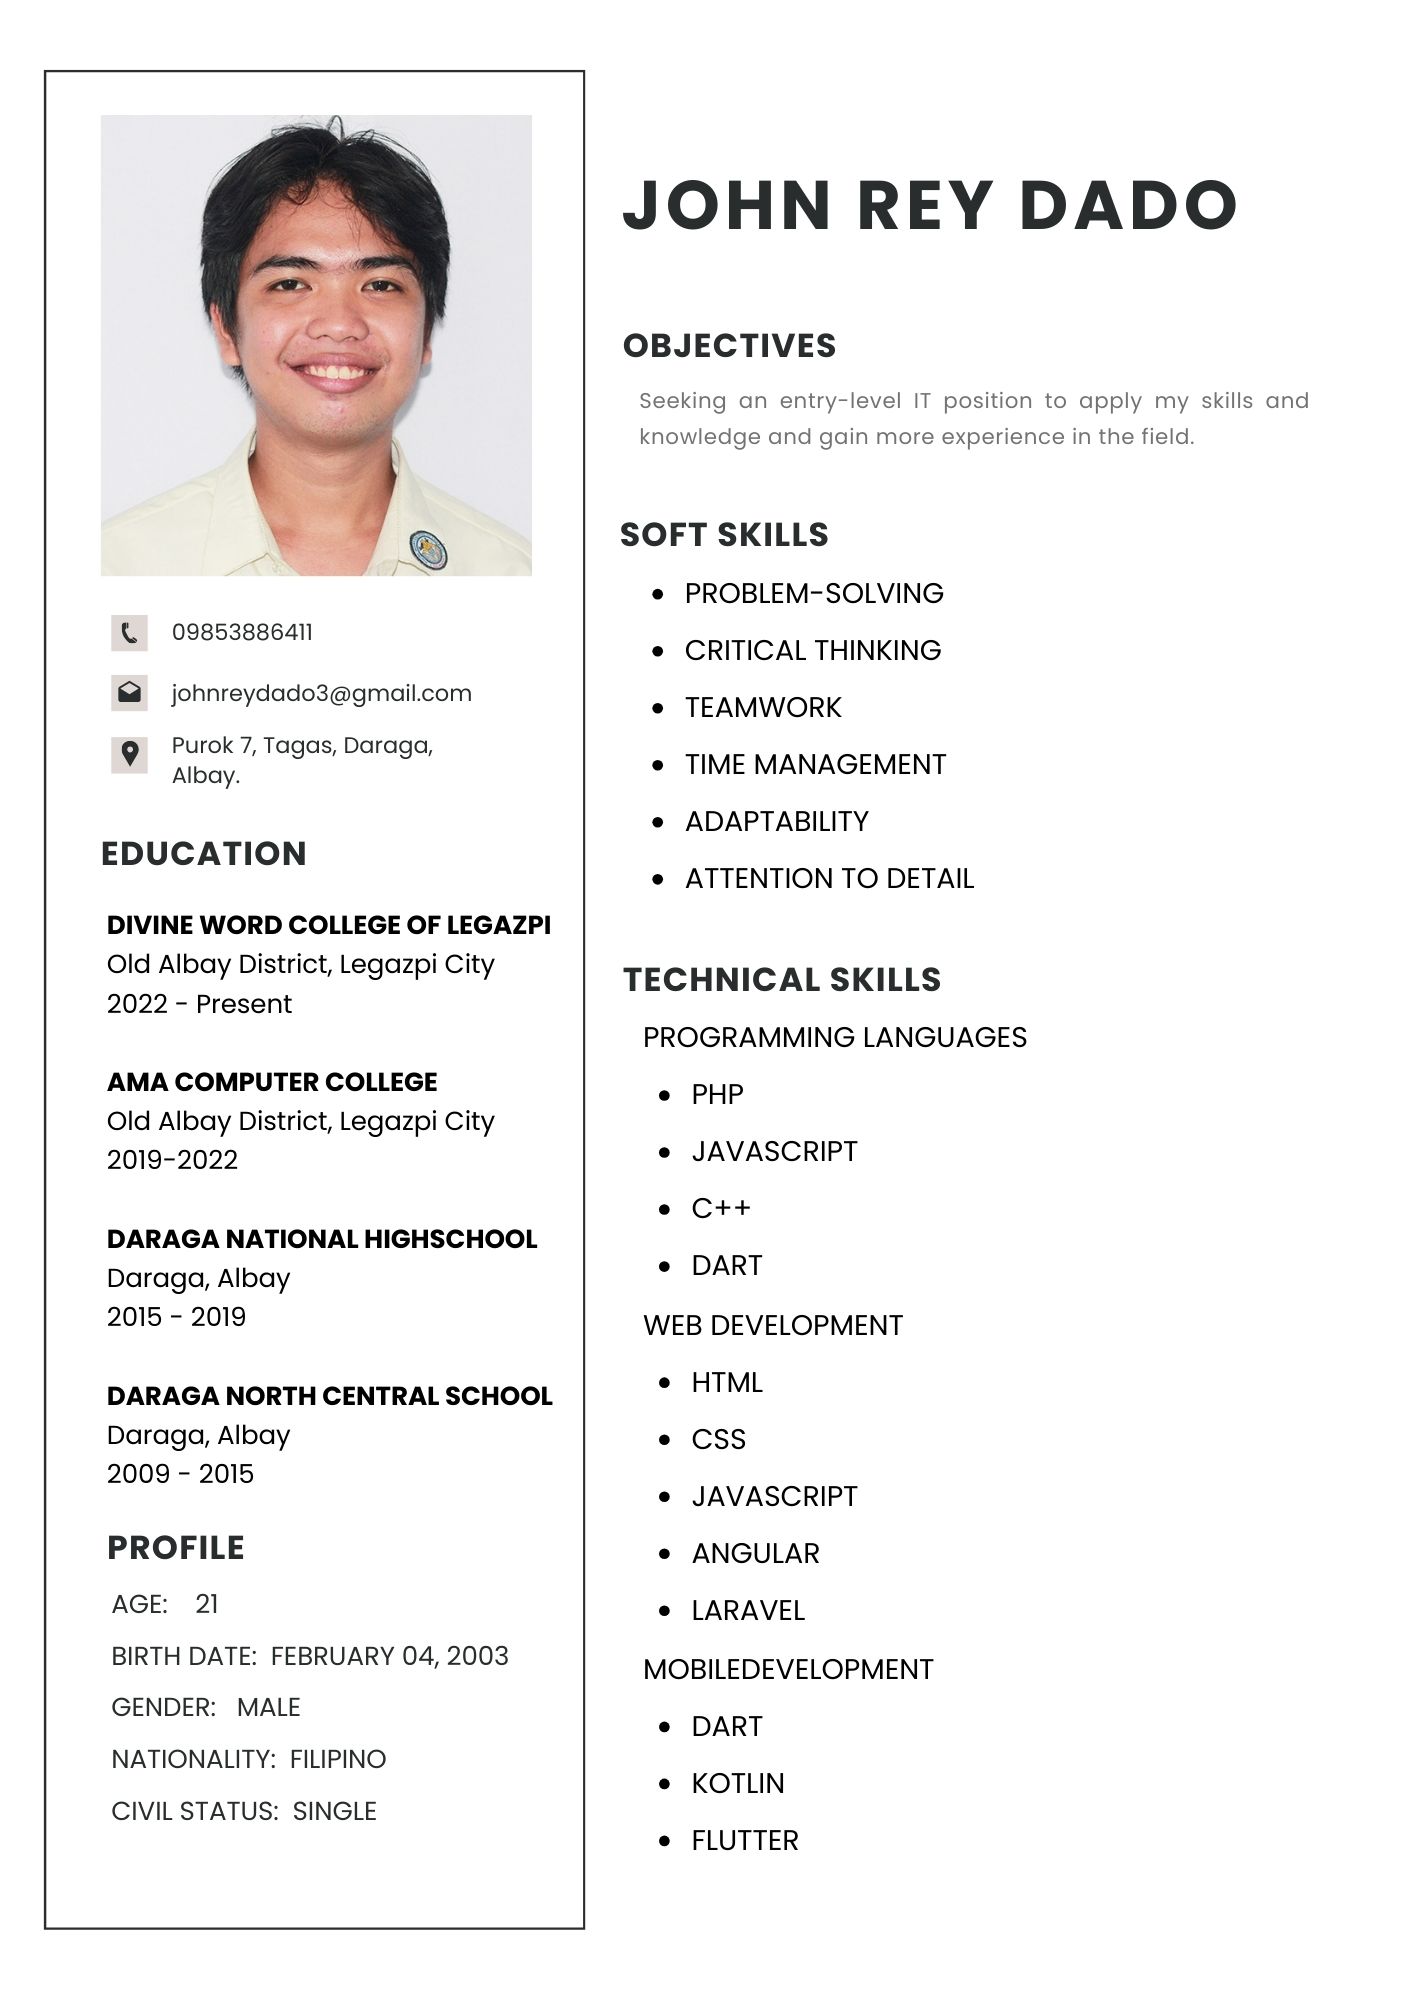 09853886411
johnreydado3@gmail.com
Purok 7, Tagas, Daraga,
Albay.
EDUCATION
DIVINE WORD COLLEGE OF LEGAZPI
Old Albay District, Legazpi City
2022 - Present
AMA COMPUTER COLLEGE
Old Albay District, Legazpi City
2019-2022
DARAGA NATIONAL HIGHSCHOOL
Daraga, Albay
2015 - 2019
DARAGA NORTH CENTRAL SCHOOL
Daraga, Albay
2009 - 2015
PROFILE
AGE: 21
BIRTH DATE: FEBRUARY 04, 2003
GENDER: MALE
NATIONALITY: FILIPINO
CIVIL STATUS: SINGLE
JOHN REY DADO
OBJECTIVES
Seeking an entry-level IT position to apply my skills and
knowledge and gain more experience in the field.
SOFT SKILLS
• PROBLEM-SOLVING
• CRITICAL THINKING
• TEAMWORK
• TIME MANAGEMENT
• ADAPTABILITY
• ATTENTION TO DETAIL
TECHNICAL SKILLS
PROGRAMMING LANGUAGES
• PHP
• JAVASCRIPT
• C++
• DART
WEB DEVELOPMENT
• HTML
• CSS
• JAVASCRIPT
• ANGULAR
• LARAVEL
MOBILEDEVELOPMENT
• DART
• KOTLIN
• FLUTTER